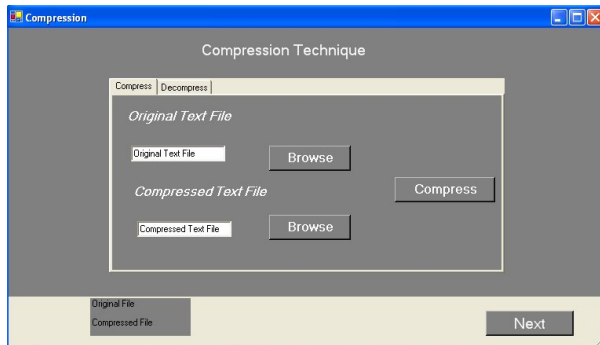 Compression
Compression Technique
Compress Decompress
Original Text File
Original Text File Browse
Compressed Text File Compress
Compressed Text File Browse
Original File
Compressed File
Next